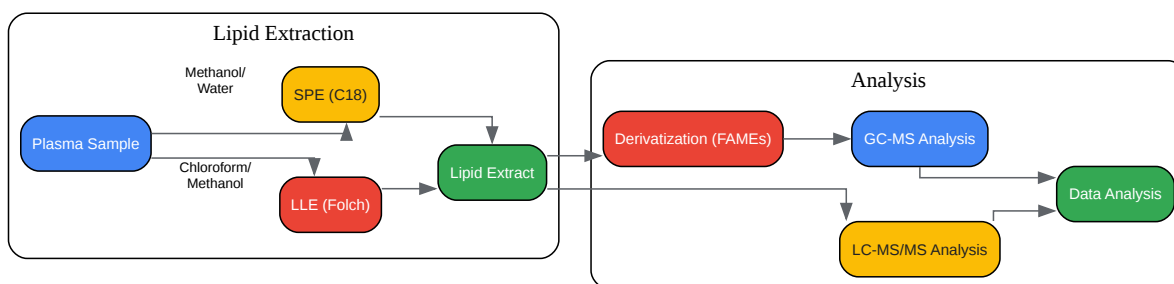 Lipid Extraction
Methanol/
Water
SPE (C18)
Plasma Sample
Chloroform/
Methanol
LLE (Folch)
Lipid Extract
Analysis
Derivatization (FAMEs)
GC-MS Analysis
LC-MS/MS Analysis
Data Analysis